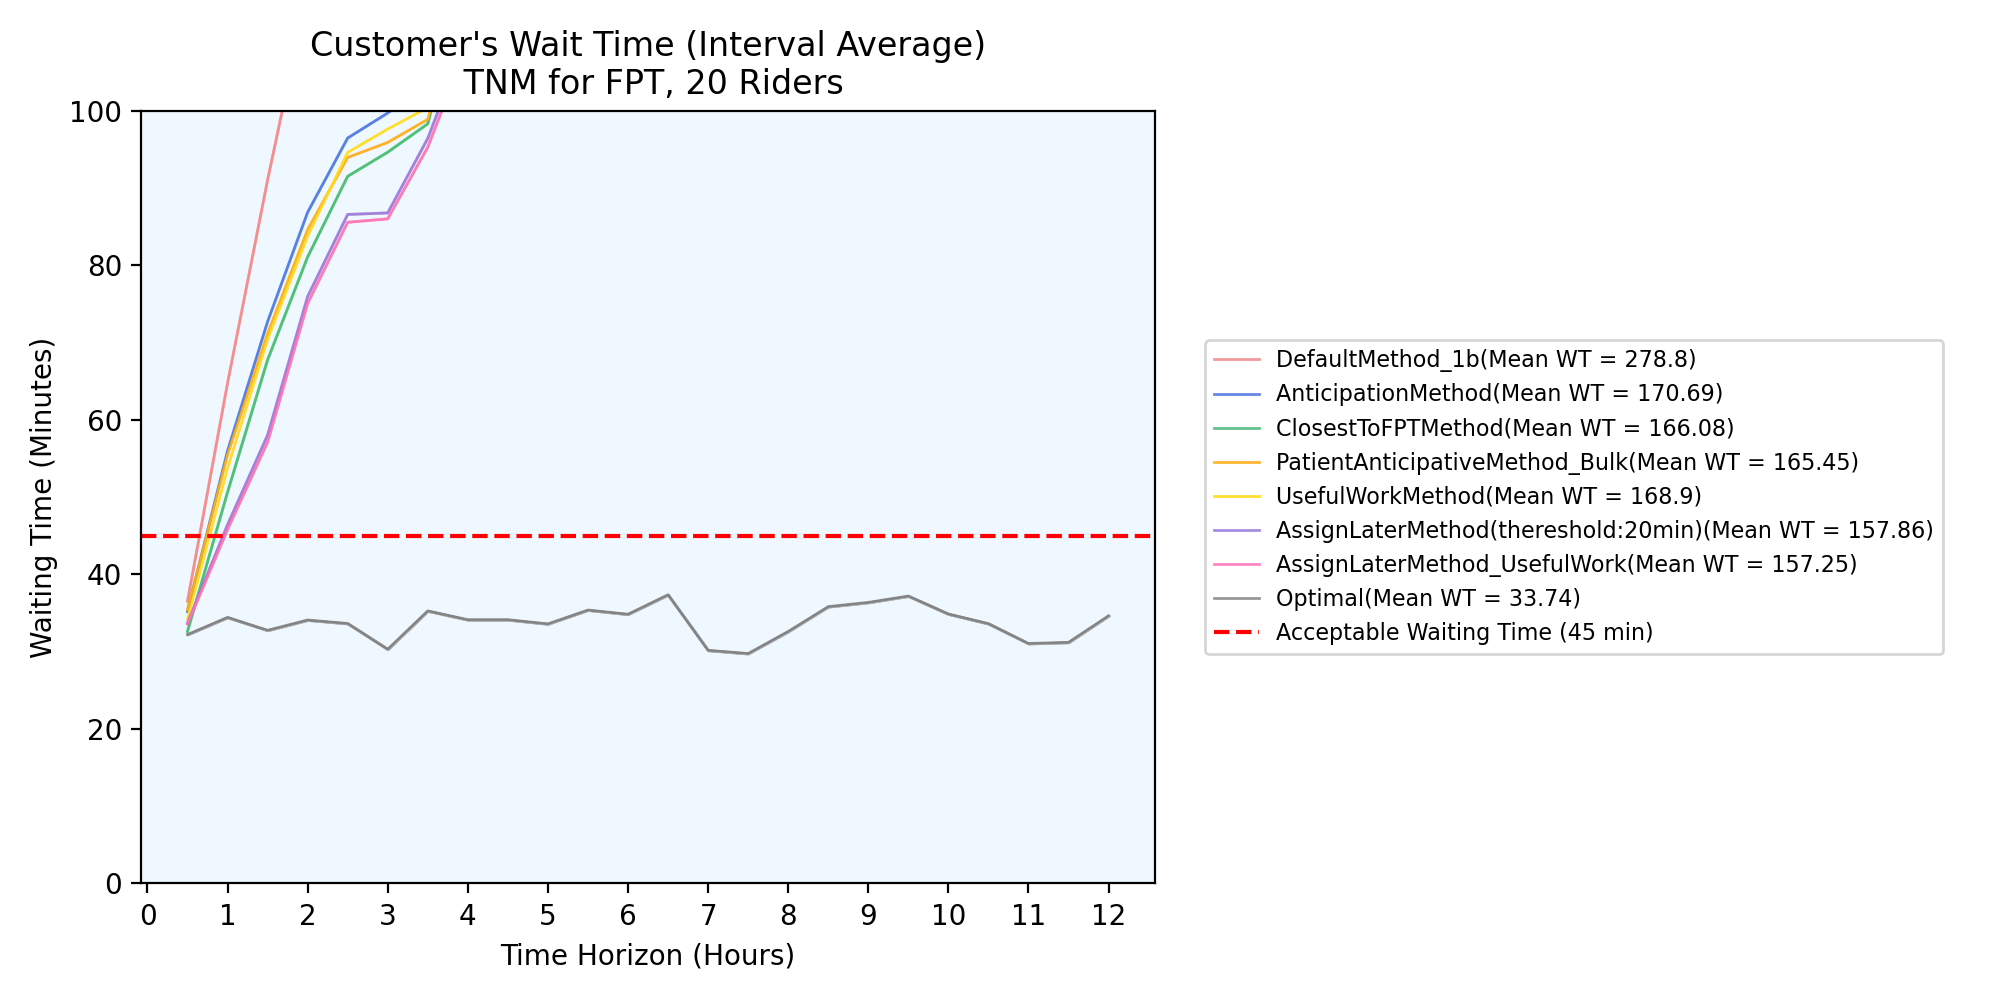 Customer's Wait Time (Interval Average)
TNM for FPT, 20 Riders
Waiting Time (Minutes)
100
80
60
40
20
0
0 1 2 3 4 5 6 7 8 9 10 11 12
Time Horizon (Hours)
DefaultMethod_1b(Mean WT = 278.8)
AnticipationMethod(Mean WT = 170.69)
ClosestToFPTMethod(Mean WT = 166.08)
PatientAnticipativeMethod_Bulk(Mean WT = 165.45)
UsefulWorkMethod(Mean WT = 168.9)
AssignLaterMethod(thereshold:20min)(Mean WT = 157.86)
AssignLaterMethod_UsefulWork(Mean WT = 157.25)
Optimal(Mean WT = 33.74)
Acceptable Waiting Time (45 min)